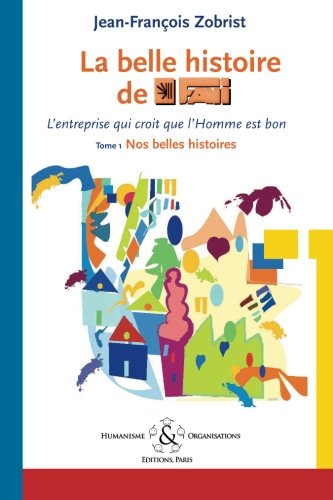 Jean-François Zobrist
La belle histoire
de FAVI
L'entreprise qui croit que l'Homme est bon
Tome 1 Nos belles histoires
HUMANISME & ORGANISATIONS
EDITIONS, PARIS